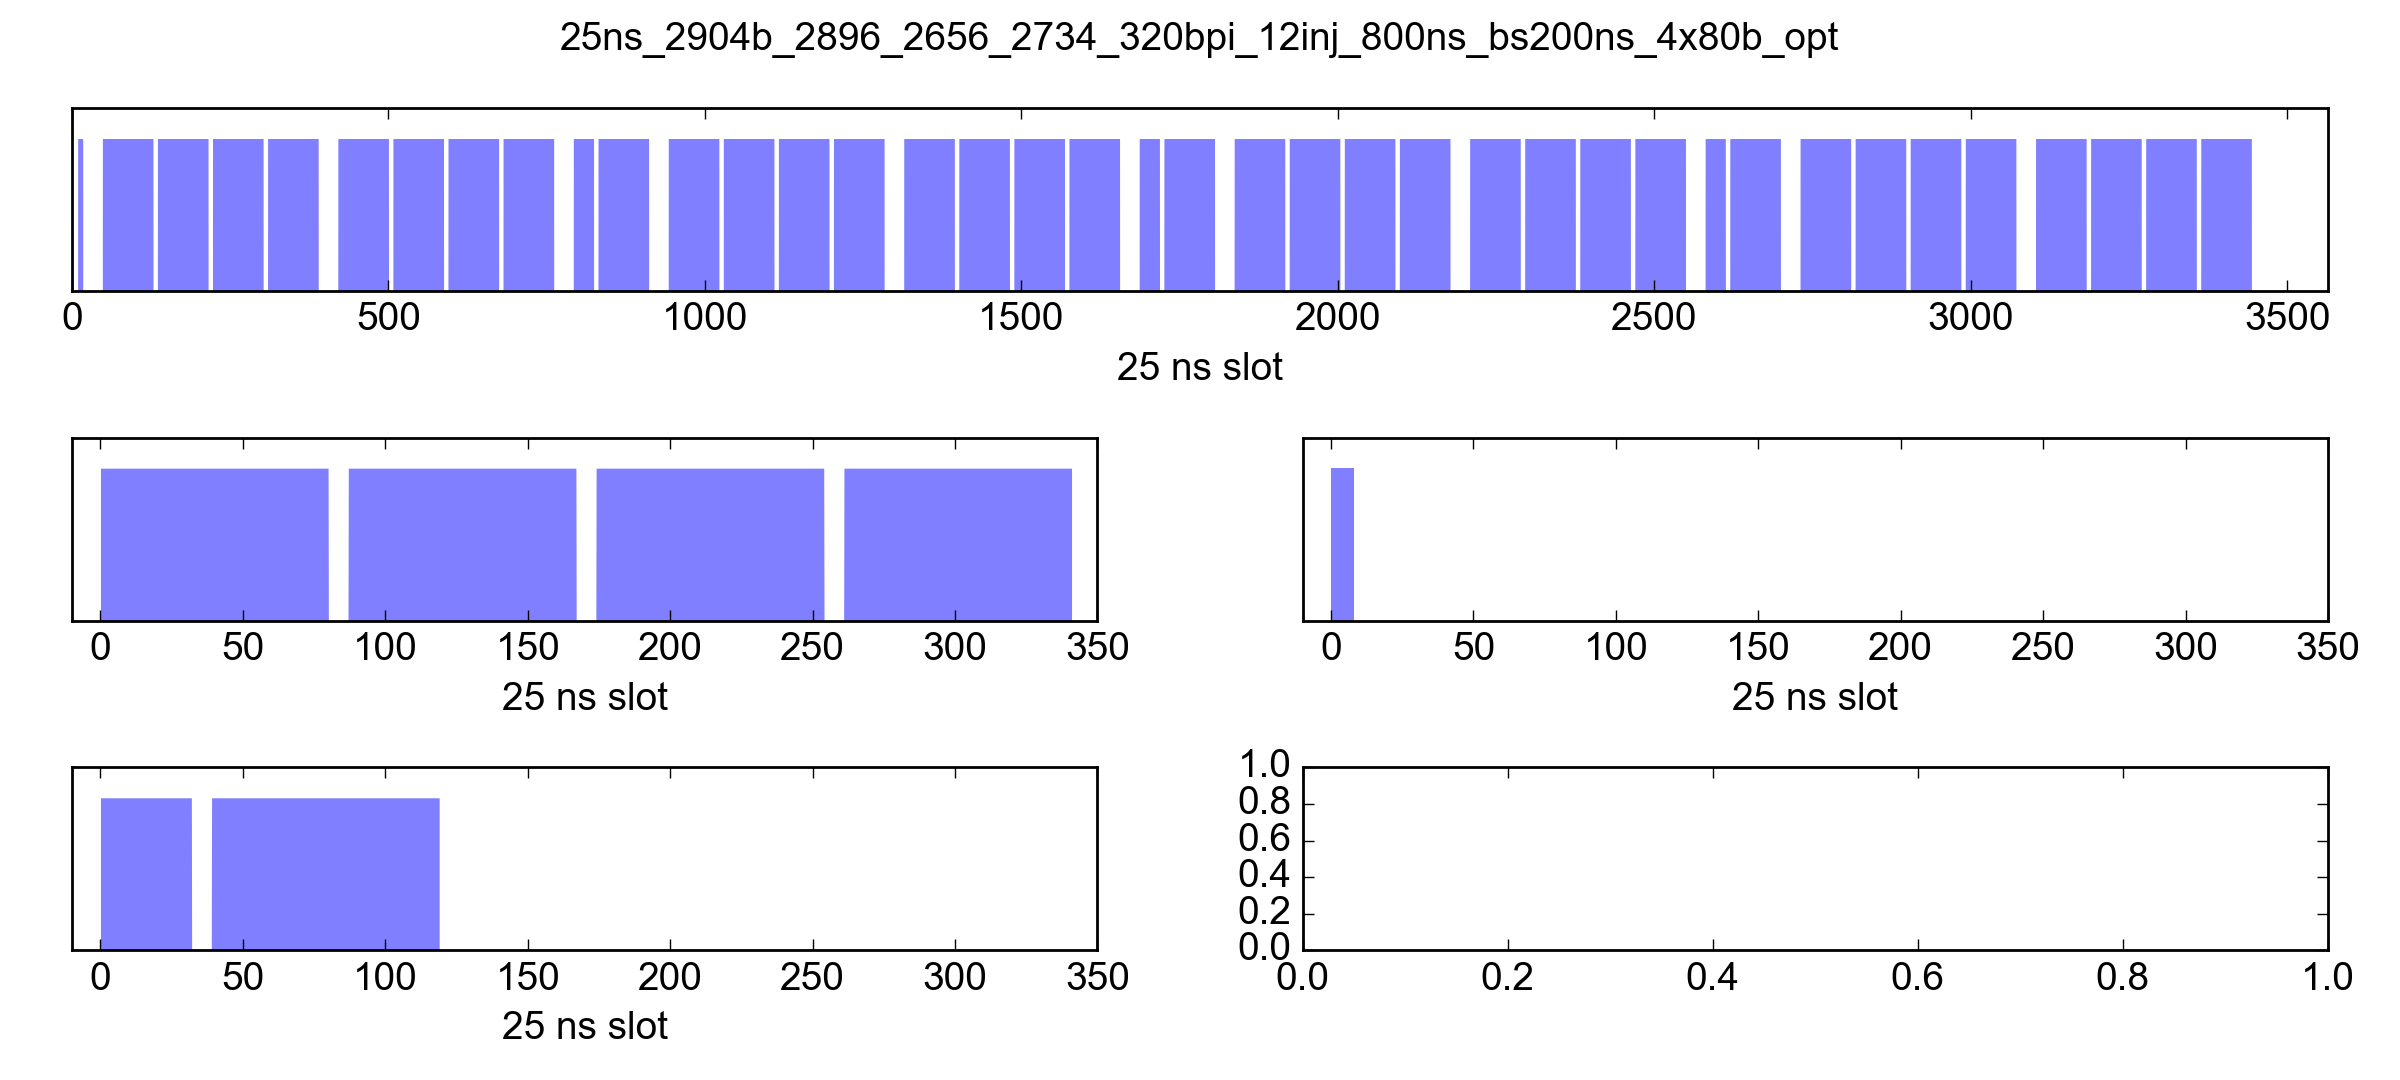 25ns_2904b_2896_2656_2734_320bpi_12inj_800ns_bs200ns_4x80b_opt
0 500 1000 1500 2000 2500 3000 3500
25 ns slot
0 50 100 150 200 250 300 350
25 ns slot
0 50 100 150 200 250 300 350
25 ns slot
0 50 100 150 200 250 300 350
25 ns slot
1.0
0.8
0.6
0.4
0.2
0.0
0.0 0.2 0.4 0.6 0.8 1.0